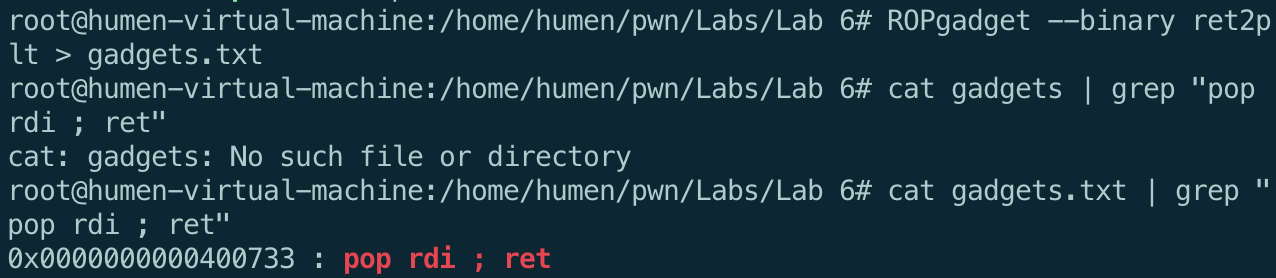 root@humen-virtual-machine:/home/humen/pwn/Labs/Lab 6# ROPgadget --binary ret2p
lt > gadgets.txt
root@humen-virtual-machine:/home/humen/pwn/Labs/Lab 6# cat gadgets | grep "pop
rdi ; ret"
cat: gadgets: No such file or directory
root@humen-virtual-machine:/home/humen/pwn/Labs/Lab 6# cat gadgets.txt | grep "
pop rdi ; ret"
0x0000000000400733 : pop rdi ; ret